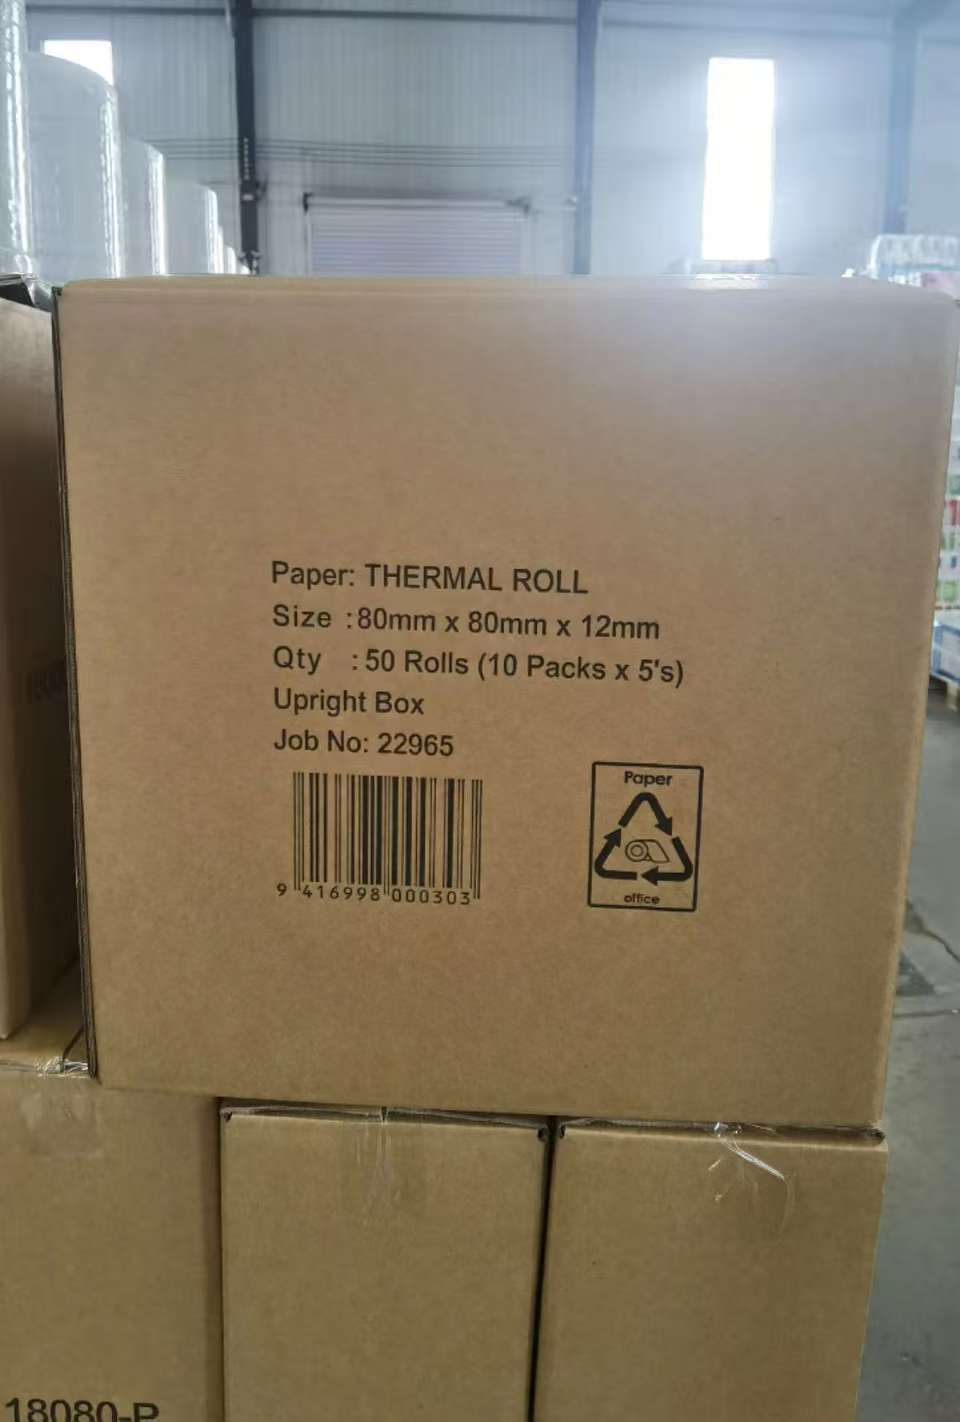 Paper: THERMAL ROLL
Size :80mm x 80mm x 12mm
Qty :50 Rolls (10 Packs x 5's)
Upright Box
Job No: 22965
9 416998 000303
Paper
office
18080-P